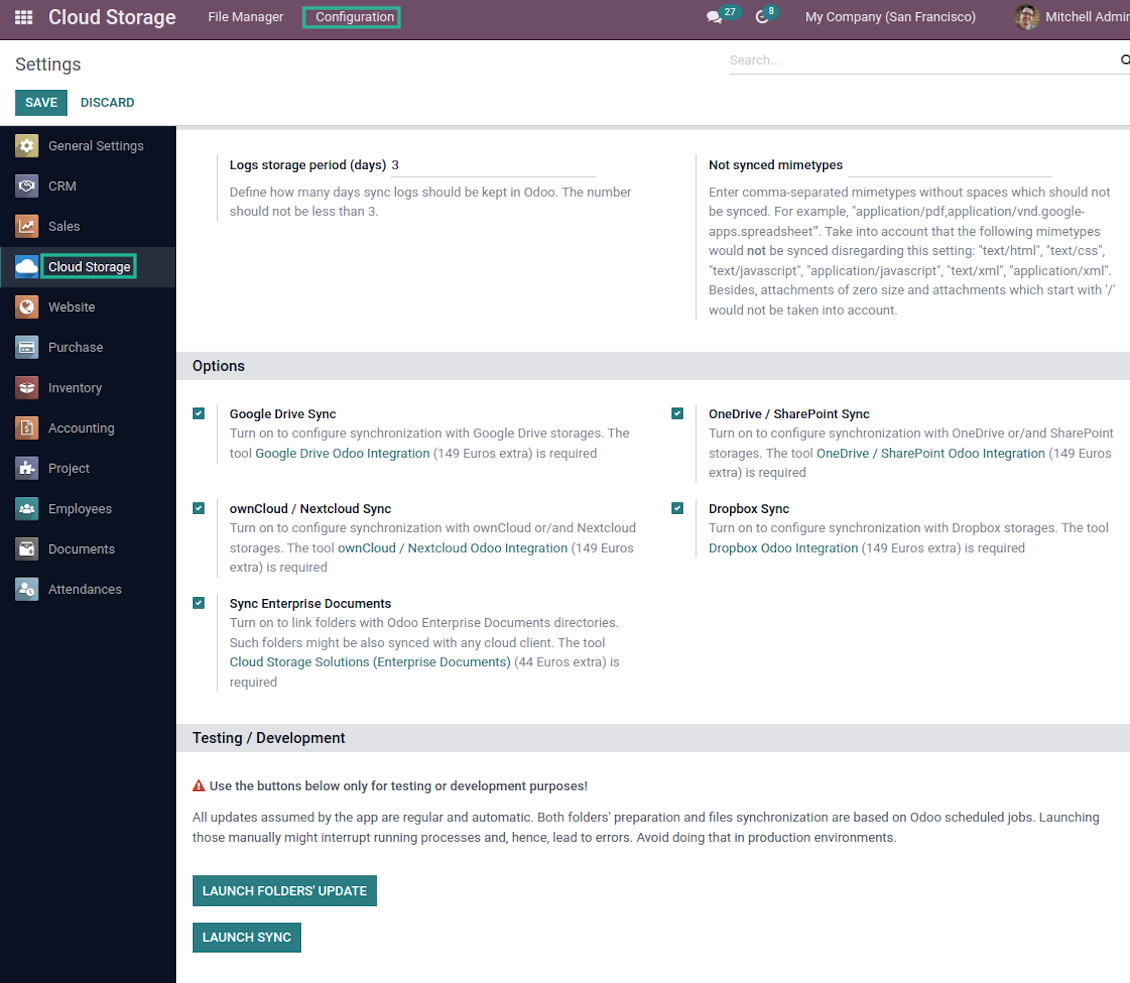 Cloud Storage File Manager Configuration 27 8 My Company (San Francisco) Mitchell Admin
Settings
Search...
SAVE DISCARD
General Settings
CRM
Sales
Cloud Storage
Website
Purchase
Inventory
Accounting
Project
Employees
Documents
Attendances
Logs storage period (days) 3
Define how many days sync logs should be kept in Odoo. The number
should not be less than 3.
Not synced mimetypes
Enter comma-separated mimetypes without spaces which should not
be synced. For example, "application/pdf,application/vnd.google-
apps.spreadsheet'". Take into account that the following mimetypes
would not be synced disregarding this setting: "text/html", "text/css",
"text/javascript", "application/javascript", "text/xml", "application/xml".
Besides, attachments of zero size and attachments which start with '/'
would not be taken into account.
Options
Google Drive Sync
Turn on to configure synchronization with Google Drive storages. The
tool Google Drive Odoo Integration (149 Euros extra) is required
OneDrive / SharePoint Sync
Turn on to configure synchronization with OneDrive or/and SharePoint
storages. The tool OneDrive / SharePoint Odoo Integration (149 Euros
extra) is required
ownCloud / Nextcloud Sync
Turn on to configure synchronization with ownCloud or/and Nextcloud
storages. The tool ownCloud / Nextcloud Odoo Integration (149 Euros
extra) is required
Dropbox Sync
Turn on to configure synchronization with Dropbox storages. The tool
Dropbox Odoo Integration (149 Euros extra) is required
Sync Enterprise Documents
Turn on to link folders with Odoo Enterprise Documents directories.
Such folders might be also synced with any cloud client. The tool
Cloud Storage Solutions (Enterprise Documents) (44 Euros extra) is
required
Testing / Development
Use the buttons below only for testing or development purposes!
All updates assumed by the app are regular and automatic. Both folders' preparation and files synchronization are based on Odoo scheduled jobs. Launching
those manually might interrupt running processes and, hence, lead to errors. Avoid doing that in production environments.
LAUNCH FOLDERS' UPDATE
LAUNCH SYNC